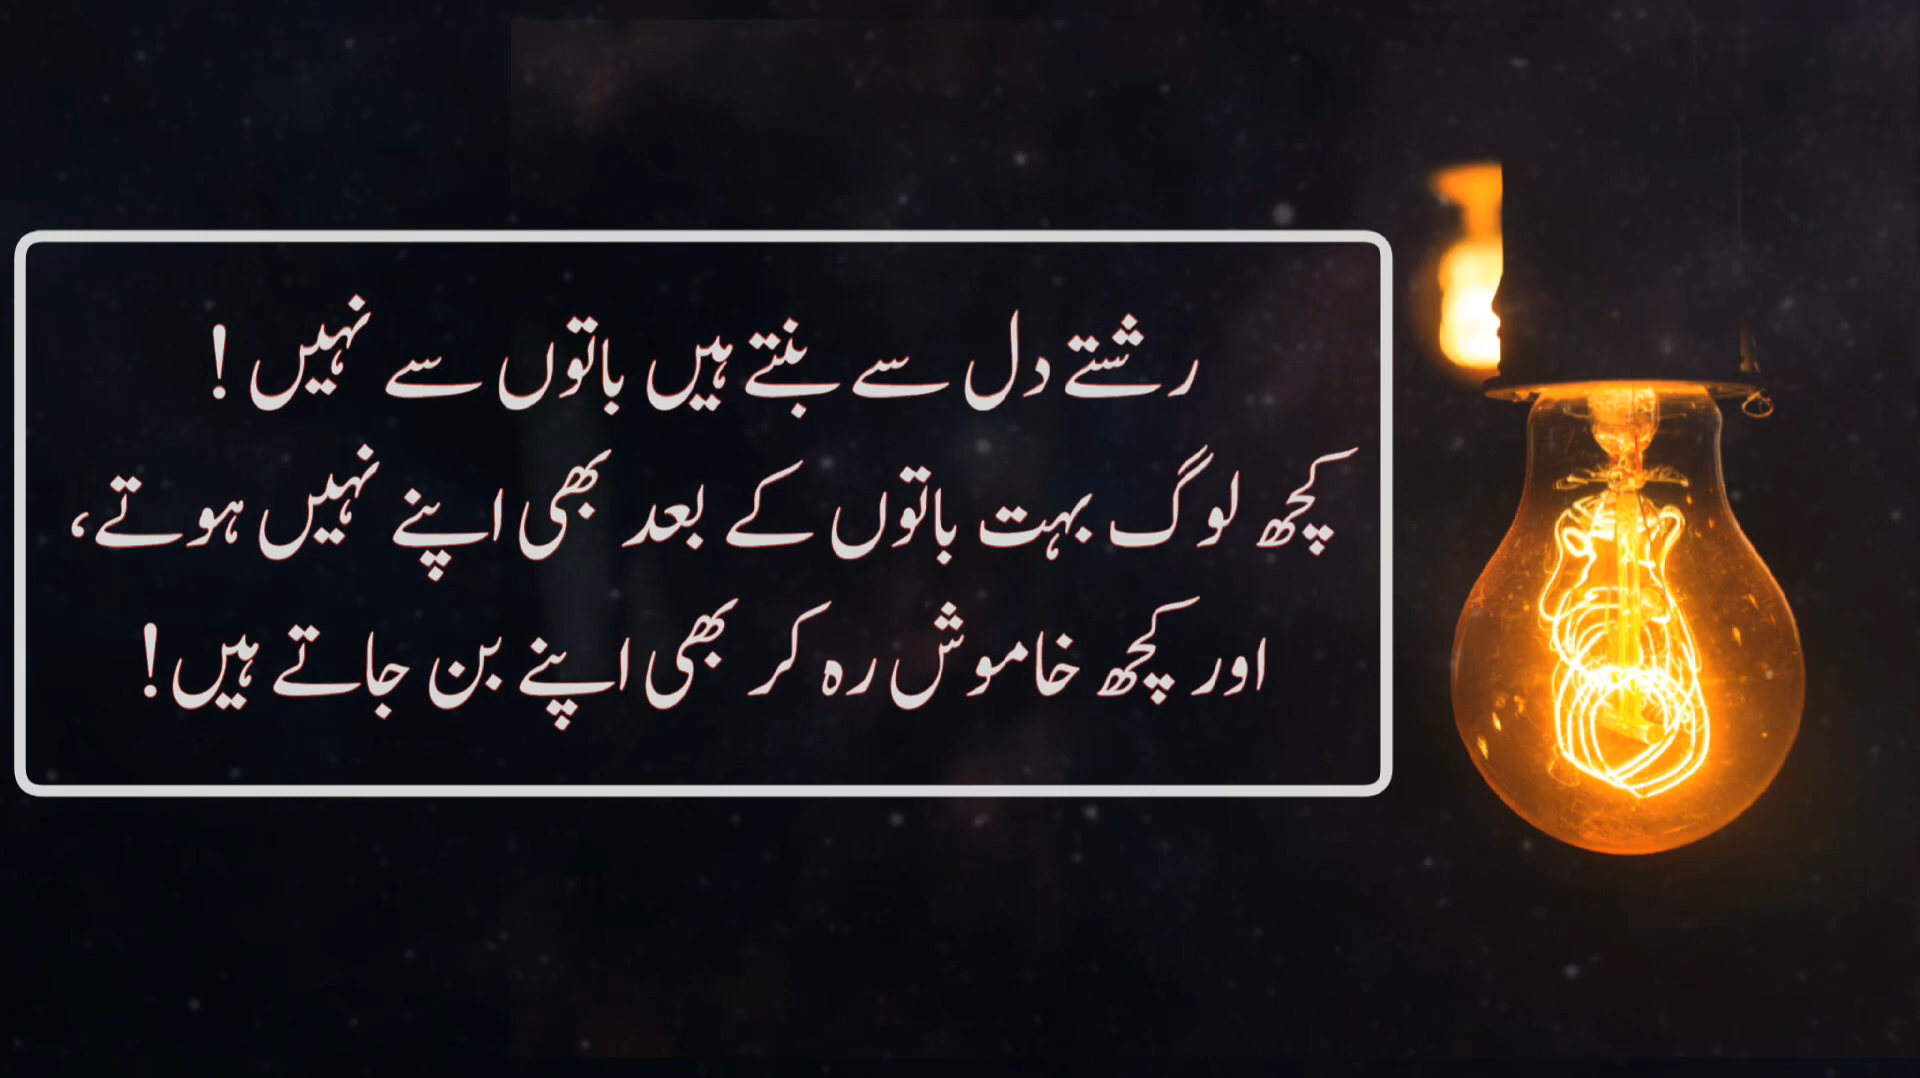 رشتے دل سے بنتے ہیں باتوں سے نہیں !
کچھ لوگ بہت باتوں کے بعد بھی اپنے نہیں ہوتے،
اور کچھ خاموش رہ کر بھی اپنے بن جاتے ہیں!